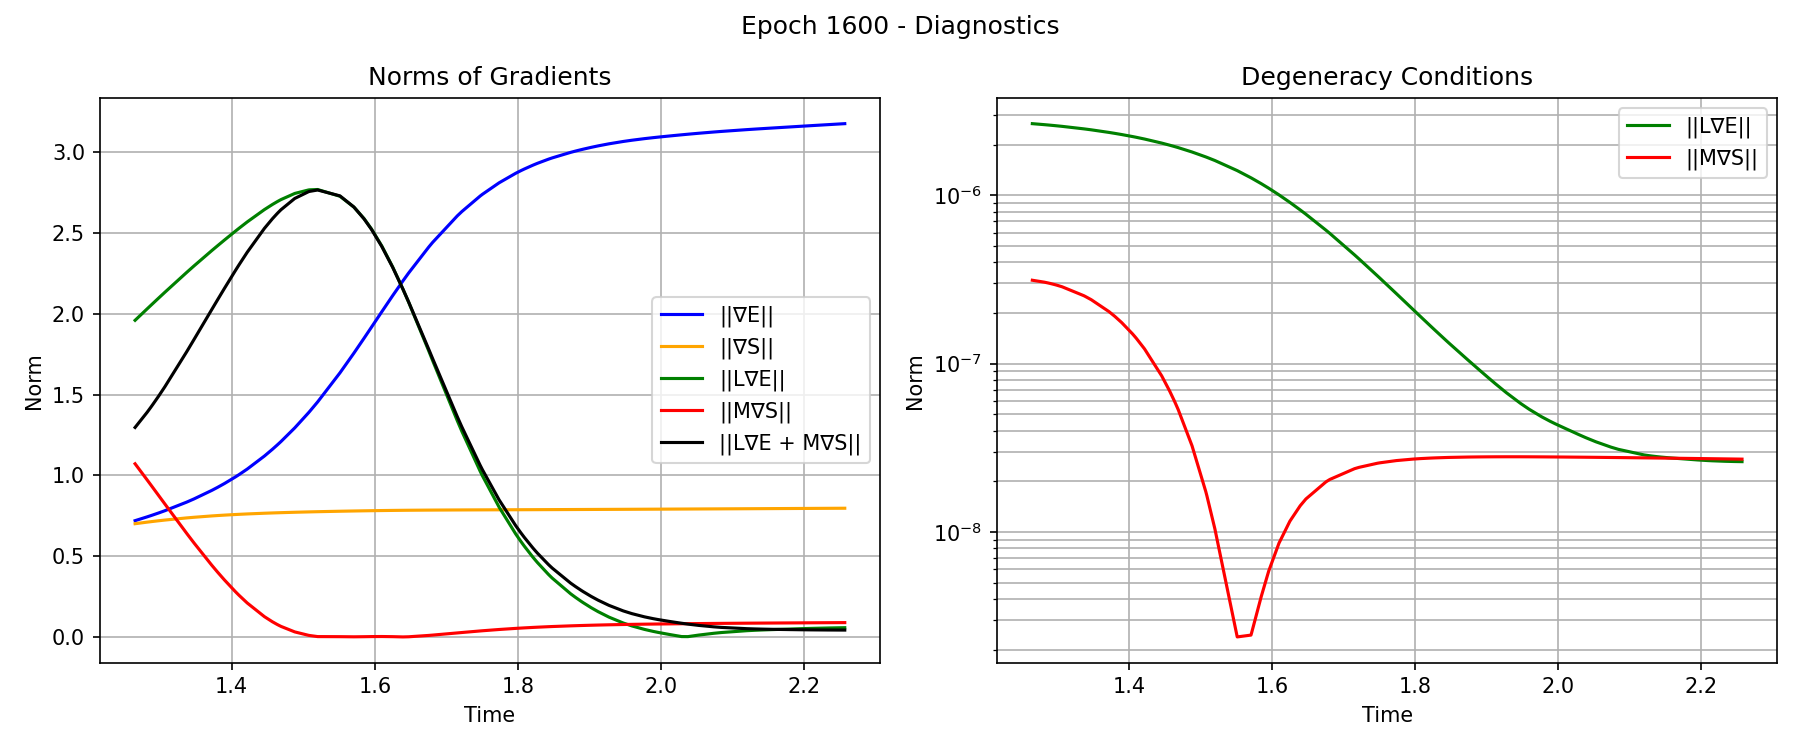 Epoch 1600 - Diagnostics
Norms of Gradients
Norm
3.0
2.5
2.0
1.5
1.0
0.5
0.0
||∇E||
||∇S||
||L∇E||
||M∇S||
||L∇E + M∇S||
1.4
1.6
1.8
2.0
2.2
Time
Degeneracy Conditions
Norm
10⁻⁶
10⁻⁷
10⁻⁸
||L∇E||
||M∇S||
1.4
1.6
1.8
2.0
2.2
Time